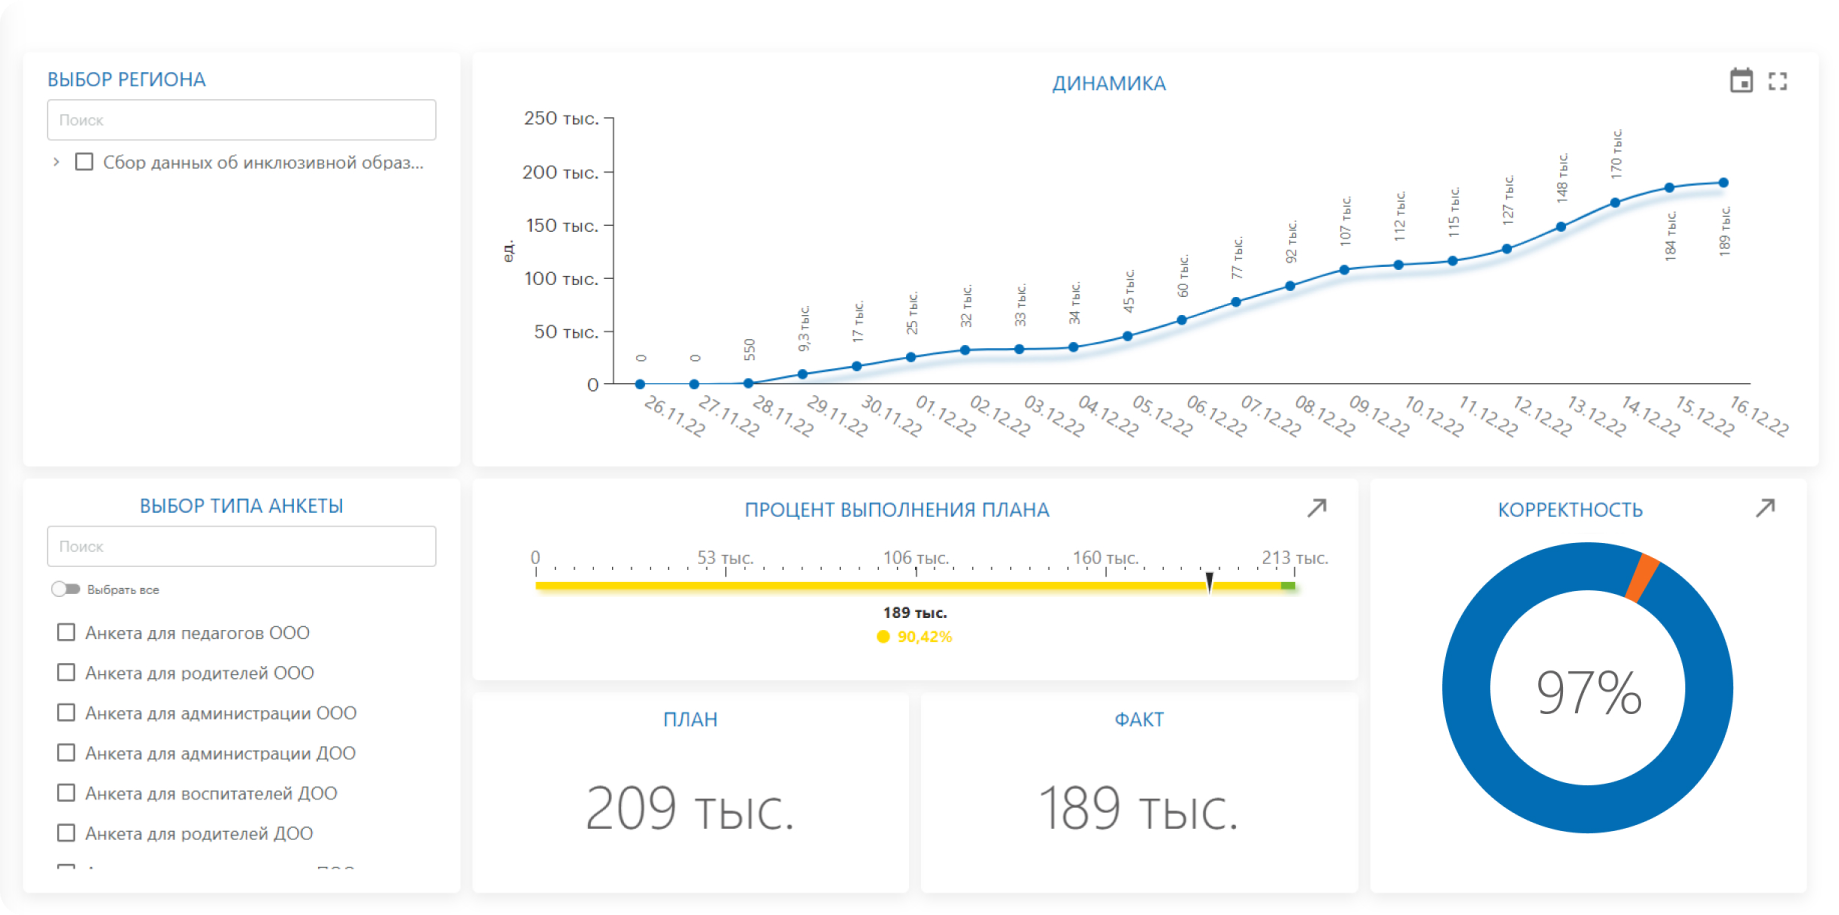 ВЫБОР РЕГИОНА
Поиск
Сбор данных об инклюзивной образ...
ДИНАМИКА
250 тыс.
200 тыс.
150 тыс.
100 тыс.
50 тыс.
0
ед.
0
0
550
9,3 тыс.
17 тыс.
25 тыс.
32 тыс.
33 тыс.
34 тыс.
45 тыс.
60 тыс.
77 тыс.
92 тыс.
107 тыс.
112 тыс.
115 тыс.
127 тыс.
148 тыс.
170 тыс.
184 тыс.
189 тыс.
26.11.22
27.11.22
28.11.22
29.11.22
30.11.22
01.12.22
02.12.22
03.12.22
04.12.22
05.12.22
06.12.22
07.12.22
08.12.22
09.12.22
10.12.22
11.12.22
12.12.22
13.12.22
14.12.22
15.12.22
16.12.22
ВЫБОР ТИПА АНКЕТЫ
Поиск
Выбрать все
Анкета для педагогов ООО
Анкета для родителей ООО
Анкета для администрации ООО
Анкета для администрации ДОО
Анкета для воспитателей ДОО
Анкета для родителей ДОО
ПРОЦЕНТ ВЫПОЛНЕНИЯ ПЛАНА
0 53 тыс. 106 тыс. 160 тыс. 213 тыс.
189 тыс.
90,42%
ПЛАН
209 тыс.
ФАКТ
189 тыс.
КОРРЕКТНОСТЬ
97%